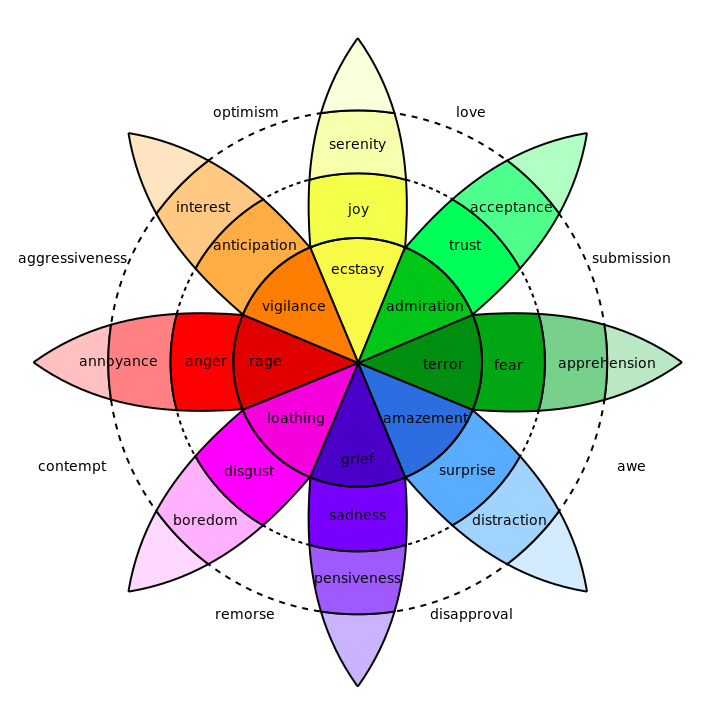 optimism
love
serenity
interest
acceptance
joy
anticipation
trust
aggressiveness
submission
ecstasy
vigilance
admiration
annoyance
anger
rage
terror
fear
apprehension
loathing
amazement
grief
contempt
awe
disgust
surprise
sadness
boredom
distraction
pensiveness
remorse
disapproval